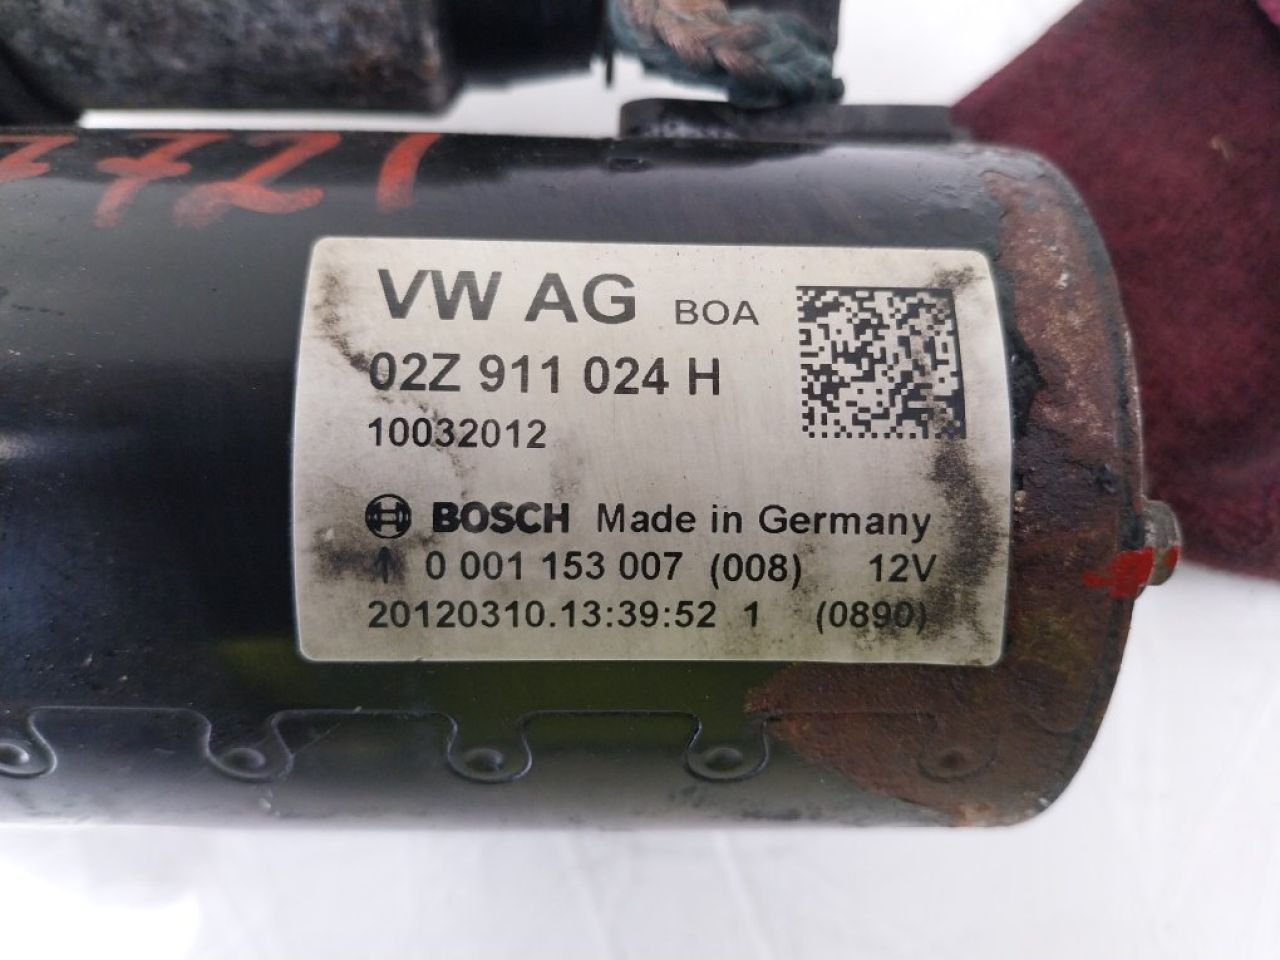 7721
VW AG BOA
02Z 911 024 H
10032012
BOSCH Made in Germany
↑ 0 001 153 007 (008) 12V
20120310.13:39:52 1 (0890)